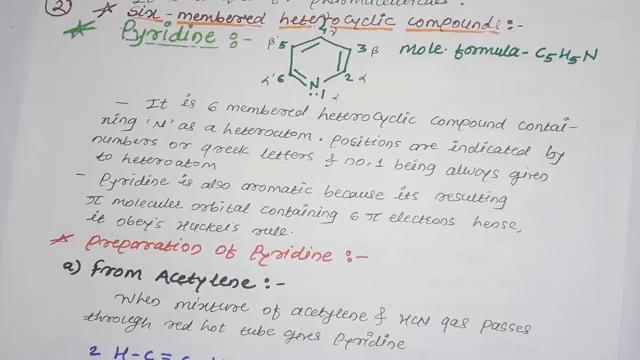 of pharmaceuticals.
2) Six-membered heterocyclic compounds:-
Pyridine :-
4 γ
β' 5 3 β
α' 6 2 α
N
1
mole. formula - C5H5N
- It is 6 membered heterocyclic compound contai-
ning 'N' as a heteroatom. positions are indicated by
numbers or greek letters & no.1 being always given
to heteroatom
- Pyridine is also aromatic because its resulting
π molecular orbital containing 6 π electrons hense,
it obey's Huckel's rule.
Preparation of Pyridine :-
a) From Acetylene :-
When mixture of acetylene & HCN gas passes
through red hot tube gives Pyridine
2 H-C≡C